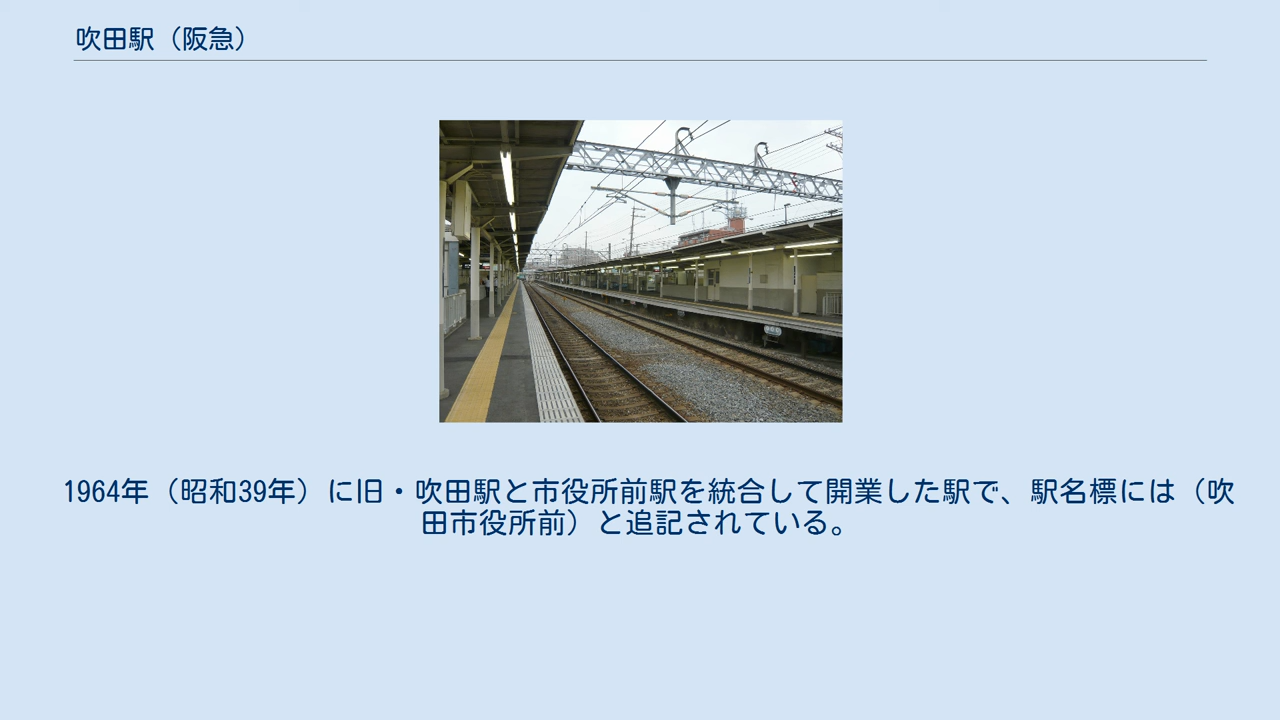 吹田駅（阪急）
1964年（昭和39年）に旧・吹田駅と市役所前駅を統合して開業した駅で、駅名標には（吹
田市役所前）と追記されている。